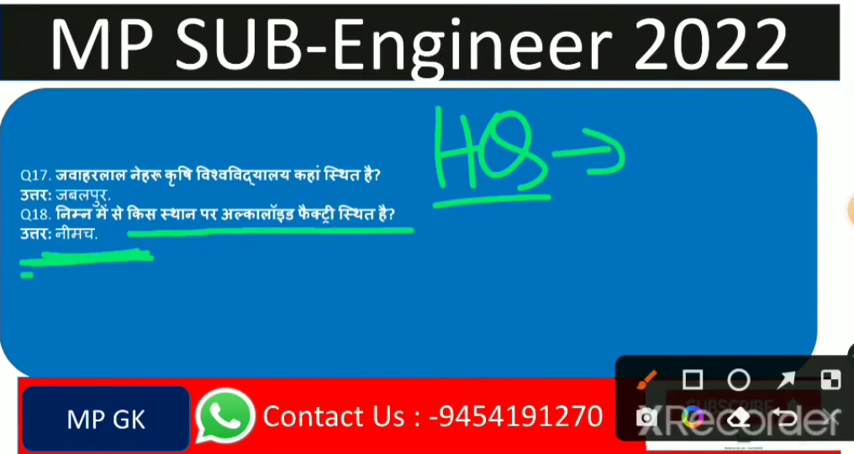 MP SUB-Engineer 2022
HQ →
Q17. जवाहरलाल नेहरू कृषि विश्वविद्यालय कहां स्थित है?
उत्तर: जबलपुर.
Q18. निम्न में से किस स्थान पर अल्कालॉइड फैक्ट्री स्थित है?
उत्तर: नीमच.
MP GK
Contact Us : -9454191270
SUBSCRIBE
XRecorder